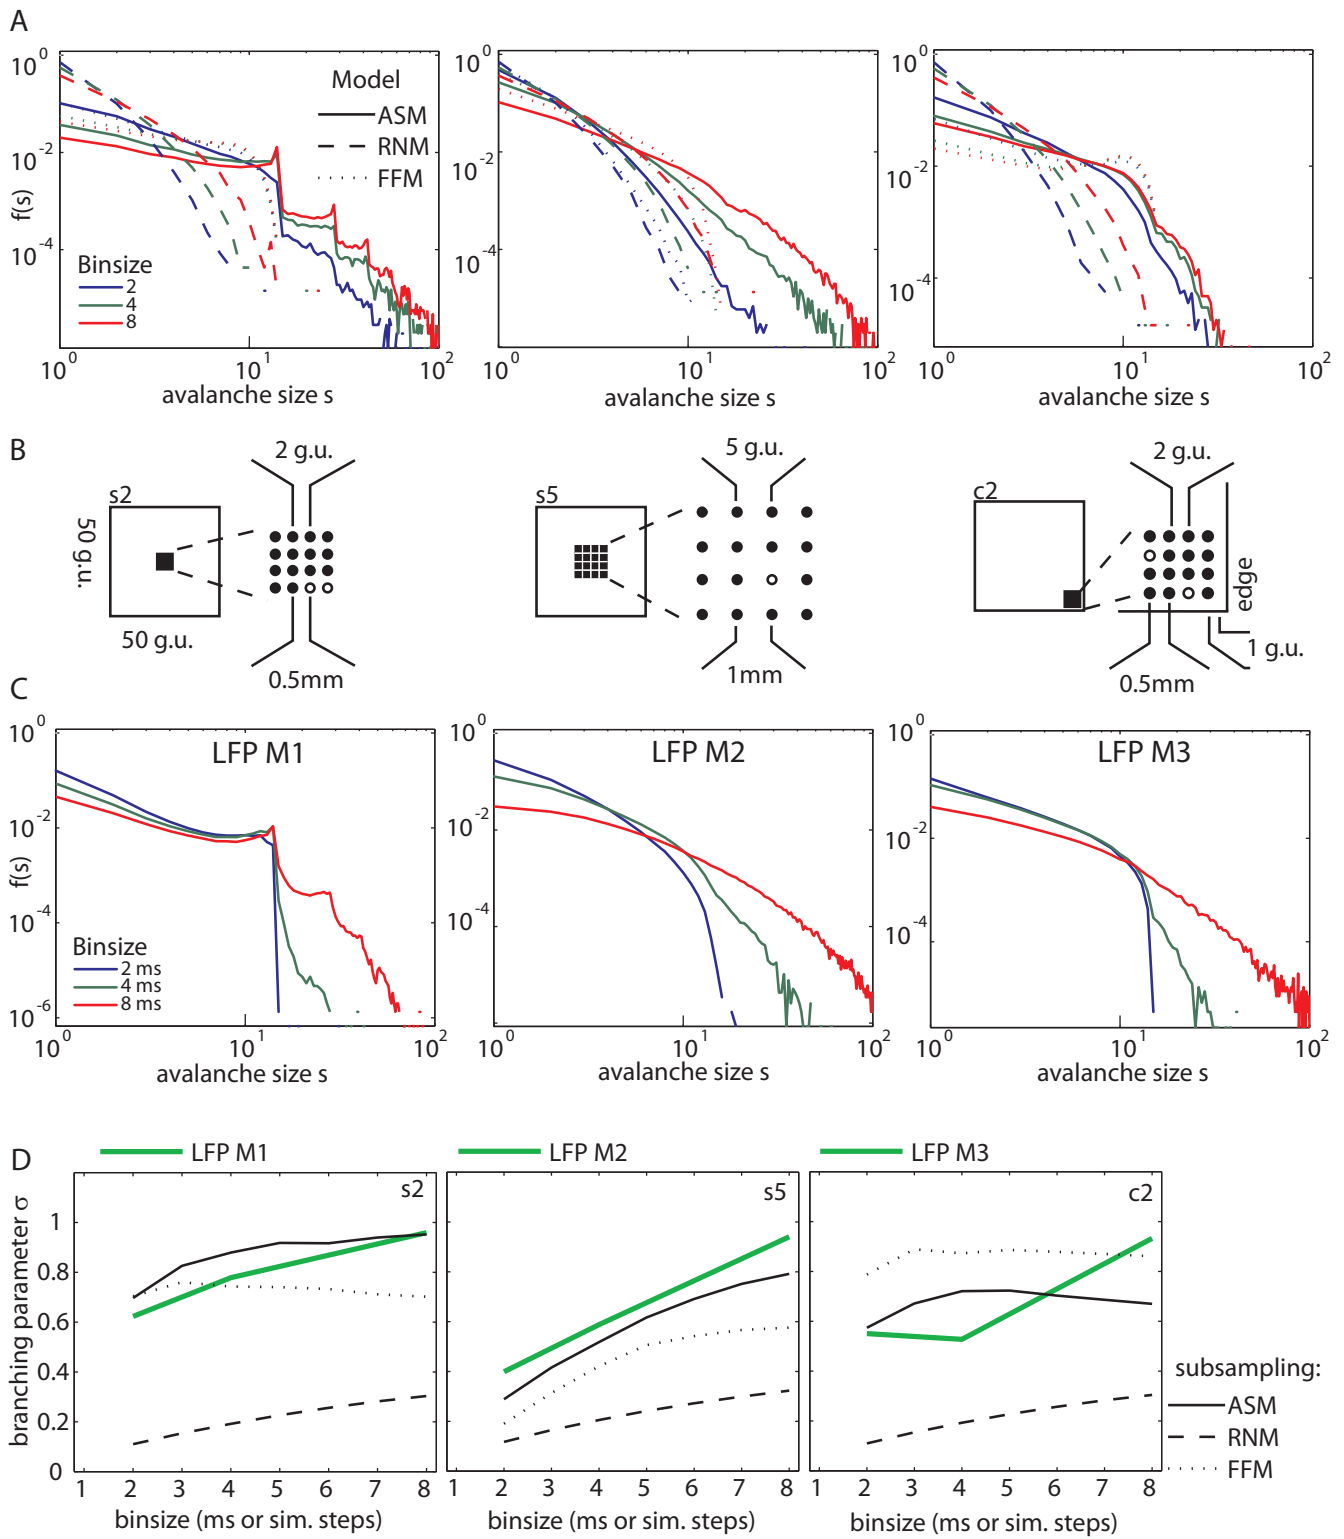 A
10^0
10^-2
10^-4
f(s)
Model
ASM
RNM
FFM
Binsize
2
4
8
10^0
10^1
10^2
avalanche size s
10^0
10^-2
10^-4
10^0
10^1
10^2
avalanche size s
10^0
10^-2
10^-4
10^0
10^1
10^2
avalanche size s
B
2 g.u.
s2
50 g.u.
50 g.u.
0.5mm
5 g.u.
s5
1mm
2 g.u.
c2
edge
1 g.u.
0.5mm
C
10^0
10^-2
10^-4
10^-6
f(s)
LFP M1
Binsize
2 ms
4 ms
8 ms
10^0
10^1
10^2
avalanche size s
10^0
10^-2
10^-4
LFP M2
10^0
10^1
10^2
avalanche size s
10^0
10^-2
10^-4
LFP M3
10^0
10^1
10^2
avalanche size s
D
LFP M1
LFP M2
LFP M3
branching parameter σ
1
0.8
0.6
0.4
0.2
0
s2
1 2 3 4 5 6 7 8
binsize (ms or sim. steps)
s5
1 2 3 4 5 6 7 8
binsize (ms or sim. steps)
c2
1 2 3 4 5 6 7 8
binsize (ms or sim. steps)
subsampling:
ASM
RNM
FFM